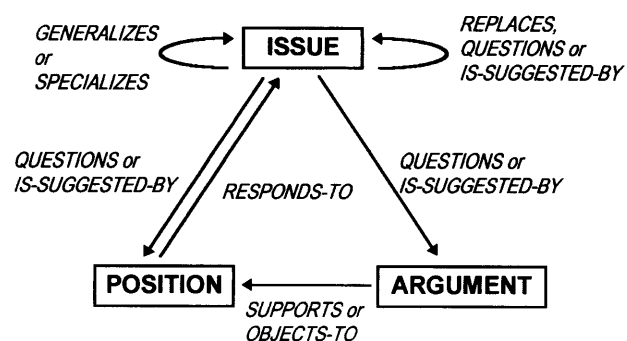 GENERALIZES
or
SPECIALIZES
ISSUE
REPLACES,
QUESTIONS or
IS-SUGGESTED-BY
QUESTIONS or
IS-SUGGESTED-BY
RESPONDS-TO
QUESTIONS or
IS-SUGGESTED-BY
POSITION
ARGUMENT
SUPPORTS or
OBJECTS-TO